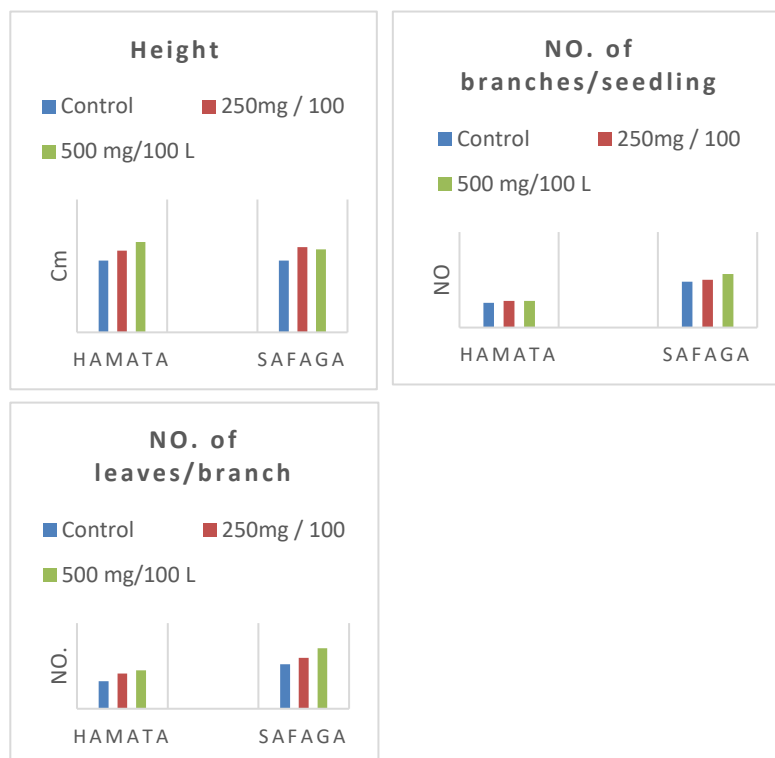 Height
Control 250mg / 100
500 mg/100 L
Cm
HAMATA SAFAGA
NO. of
branches/seedling
Control 250mg / 100
500 mg/100 L
NO
HAMATA SAFAGA
NO. of
leaves/branch
Control 250mg / 100
500 mg/100 L
NO.
HAMATA SAFAGA